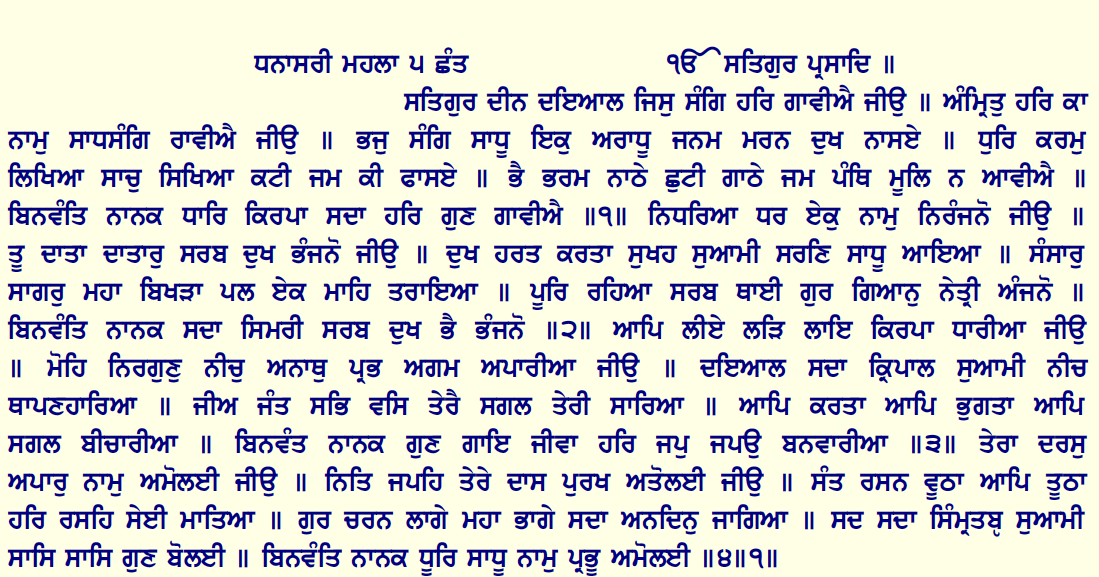 ਧਨਾਸਰੀ ਮਹਲਾ ੫ ਛੰਤ ੴ ਸਤਿਗੁਰ ਪ੍ਰਸਾਦਿ ॥
ਸਤਿਗੁਰ ਦੀਨ ਦਇਆਲ ਜਿਸੁ ਸੰਗਿ ਹਰਿ ਗਾਵੀਐ ਜੀਉ ॥ ਅੰਮ੍ਰਿਤੁ ਹਰਿ ਕਾ
ਨਾਮੁ ਸਾਧਸੰਗਿ ਰਾਵੀਐ ਜੀਉ ॥ ਭਜੁ ਸੰਗਿ ਸਾਧੂ ਇਕੁ ਅਰਾਧੂ ਜਨਮ ਮਰਨ ਦੁਖ ਨਾਸਏ ॥ ਧੁਰਿ ਕਰਮੁ
ਲਿਖਿਆ ਸਾਚੁ ਸਿਖਿਆ ਕਟੀ ਜਮ ਕੀ ਫਾਸਏ ॥ ਭੈ ਭਰਮ ਨਾਠੇ ਛੁਟੀ ਗਾਠੇ ਜਮ ਪੰਥਿ ਮੂਲਿ ਨ ਆਵੀਐ ॥
ਬਿਨਵੰਤਿ ਨਾਨਕ ਧਾਰਿ ਕਿਰਪਾ ਸਦਾ ਹਰਿ ਗੁਣ ਗਾਵੀਐ ॥੧॥ ਨਿਧਰਿਆ ਧਰ ਏਕੁ ਨਾਮੁ ਨਿਰੰਜਨੋ ਜੀਉ ॥
ਤੂ ਦਾਤਾ ਦਾਤਾਰੁ ਸਰਬ ਦੁਖ ਭੰਜਨੋ ਜੀਉ ॥ ਦੁਖ ਹਰਤ ਕਰਤਾ ਸੁਖਹ ਸੁਆਮੀ ਸਰਣਿ ਸਾਧੂ ਆਇਆ ॥ ਸੰਸਾਰੁ
ਸਾਗਰੁ ਮਹਾ ਬਿਖੜਾ ਪਲ ਏਕ ਮਾਹਿ ਤਰਾਇਆ ॥ ਪੂਰਿ ਰਹਿਆ ਸਰਬ ਥਾਈ ਗੁਰ ਗਿਆਨੁ ਨੇਤ੍ਰੀ ਅੰਜਨੋ ॥
ਬਿਨਵੰਤਿ ਨਾਨਕ ਸਦਾ ਸਿਮਰੀ ਸਰਬ ਦੁਖ ਭੈ ਭੰਜਨੋ ॥੨॥ ਆਪਿ ਲੀਏ ਲੜਿ ਲਾਇ ਕਿਰਪਾ ਧਾਰੀਆ ਜੀਉ
॥ ਮੋਹਿ ਨਿਰਗੁਣੁ ਨੀਚੁ ਅਨਾਥੁ ਪ੍ਰਭ ਅਗਮ ਅਪਾਰੀਆ ਜੀਉ ॥ ਦਇਆਲ ਸਦਾ ਕ੍ਰਿਪਾਲ ਸੁਆਮੀ ਨੀਚ
ਥਾਪਣਹਾਰਿਆ ॥ ਜੀਅ ਜੰਤ ਸਭਿ ਵਸਿ ਤੇਰੈ ਸਗਲ ਤੇਰੀ ਸਾਰਿਆ ॥ ਆਪਿ ਕਰਤਾ ਆਪਿ ਭੁਗਤਾ ਆਪਿ
ਸਗਲ ਬੀਚਾਰੀਆ ॥ ਬਿਨਵੰਤ ਨਾਨਕ ਗੁਣ ਗਾਇ ਜੀਵਾ ਹਰਿ ਜਪੁ ਜਪਉ ਬਨਵਾਰੀਆ ॥੩॥ ਤੇਰਾ ਦਰਸੁ
ਅਪਾਰੁ ਨਾਮੁ ਅਮੋਲਈ ਜੀਉ ॥ ਨਿਤਿ ਜਪਹਿ ਤੇਰੇ ਦਾਸ ਪੁਰਖ ਅਤੋਲਈ ਜੀਉ ॥ ਸੰਤ ਰਸਨ ਵੂਠਾ ਆਪਿ ਤੂਠਾ
ਹਰਿ ਰਸਹਿ ਸੇਈ ਮਾਤਿਆ ॥ ਗੁਰ ਚਰਨ ਲਾਗੇ ਮਹਾ ਭਾਗੇ ਸਦਾ ਅਨਦਿਨੁ ਜਾਗਿਆ ॥ ਸਦ ਸਦਾ ਸਿੰਮ੍ਰਤਬੵ ਸੁਆਮੀ
ਸਾਸਿ ਸਾਸਿ ਗੁਣ ਬੋਲਈ ॥ ਬਿਨਵੰਤਿ ਨਾਨਕ ਧੂਰਿ ਸਾਧੂ ਨਾਮੁ ਪ੍ਰਭੂ ਅਮੋਲਈ ॥੪॥੧॥